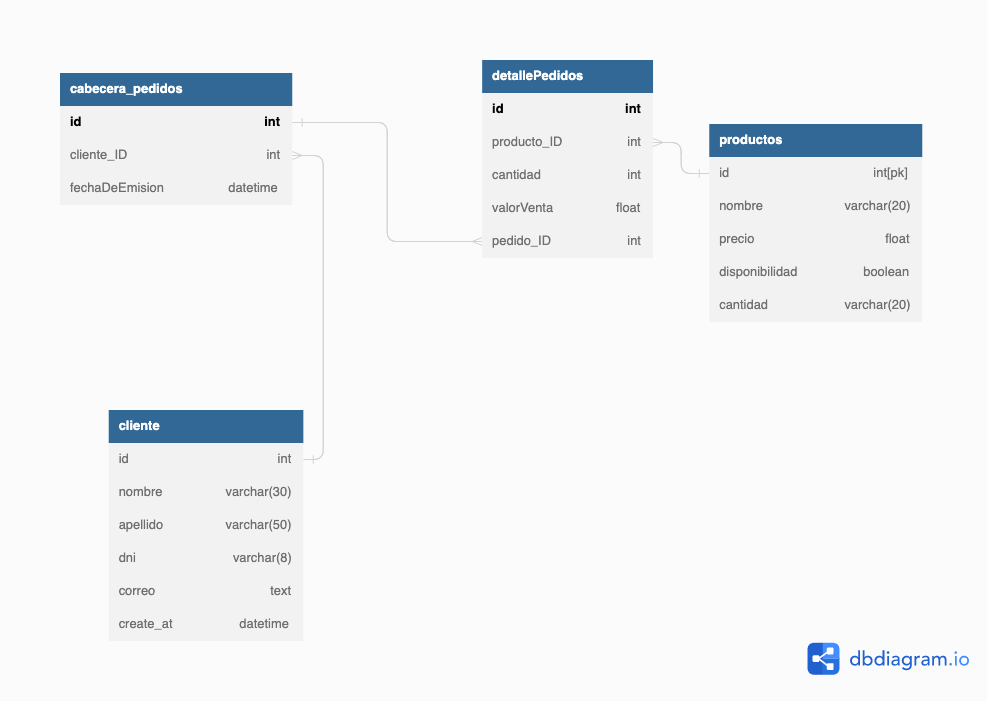 cabecera_pedidos
id int
cliente_ID int
fechaDeEmision datetime
detallePedidos
id int
producto_ID int
cantidad int
valorVenta float
pedido_ID int
productos
id int[pk]
nombre varchar(20)
precio float
disponibilidad boolean
cantidad varchar(20)
cliente
id int
nombre varchar(30)
apellido varchar(50)
dni varchar(8)
correo text
create_at datetime
dbdiagram.io